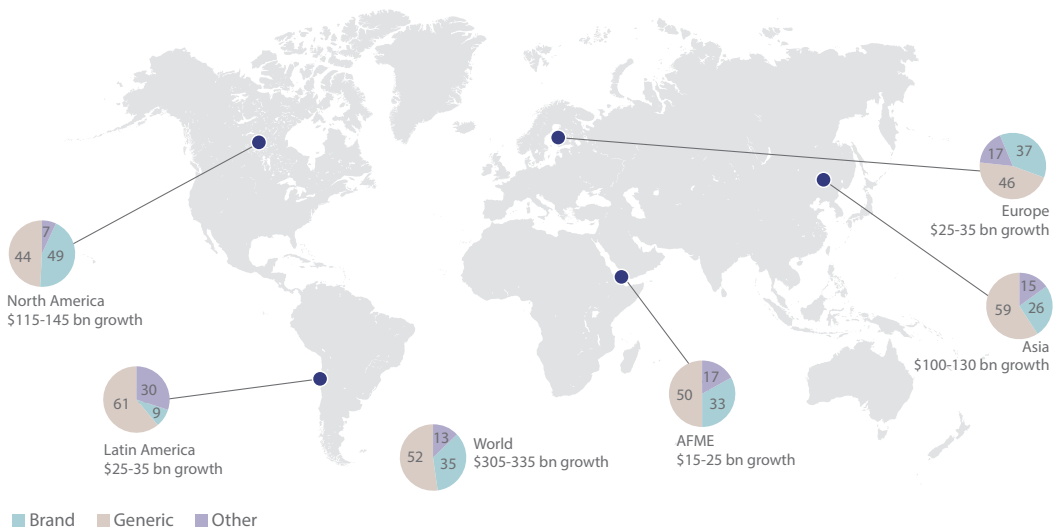 37
17
46
Europe
$25-35 bn growth
7
44
49
North America
$115-145 bn growth
15
59
26
Asia
$100-130 bn growth
30
61
9
Latin America
$25-35 bn growth
17
50
33
AFME
$15-25 bn growth
13
52
35
World
$305-335 bn growth
Brand Generic Other